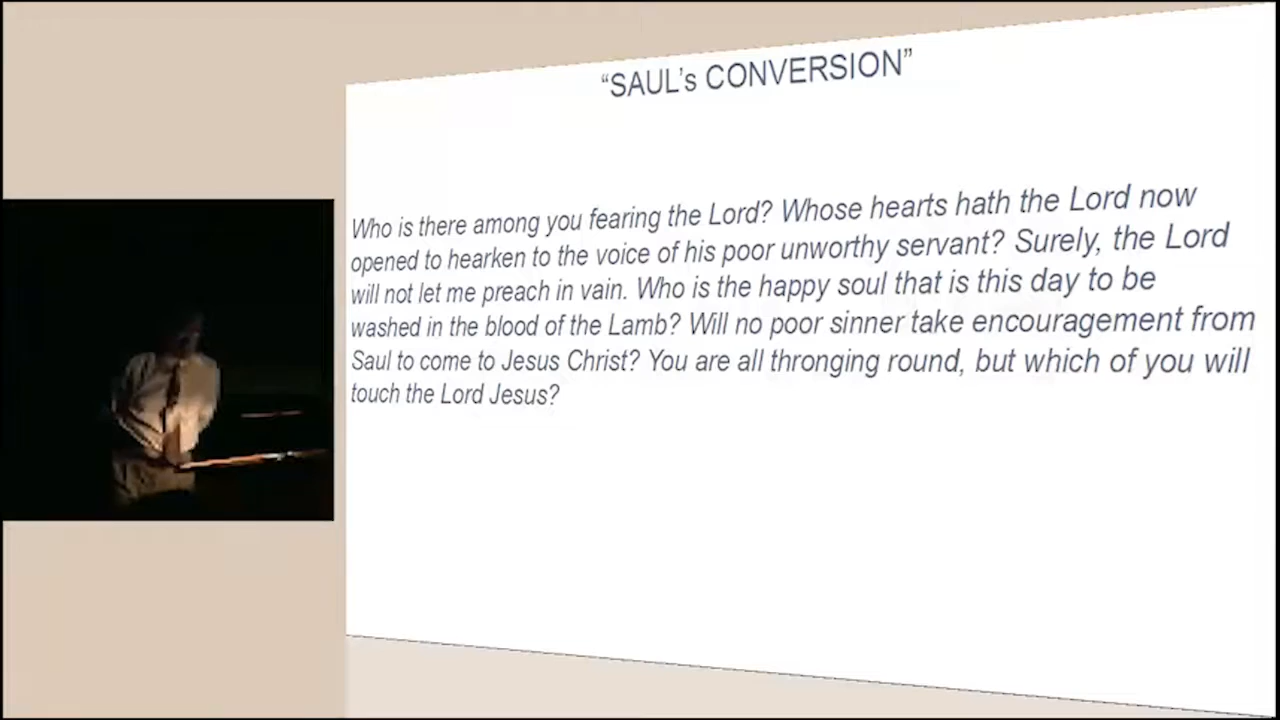 “SAUL’s CONVERSION”
Who is there among you fearing the Lord? Whose hearts hath the Lord now
opened to hearken to the voice of his poor unworthy servant? Surely, the Lord
will not let me preach in vain. Who is the happy soul that is this day to be
washed in the blood of the Lamb? Will no poor sinner take encouragement from
Saul to come to Jesus Christ? You are all thronging round, but which of you will
touch the Lord Jesus?